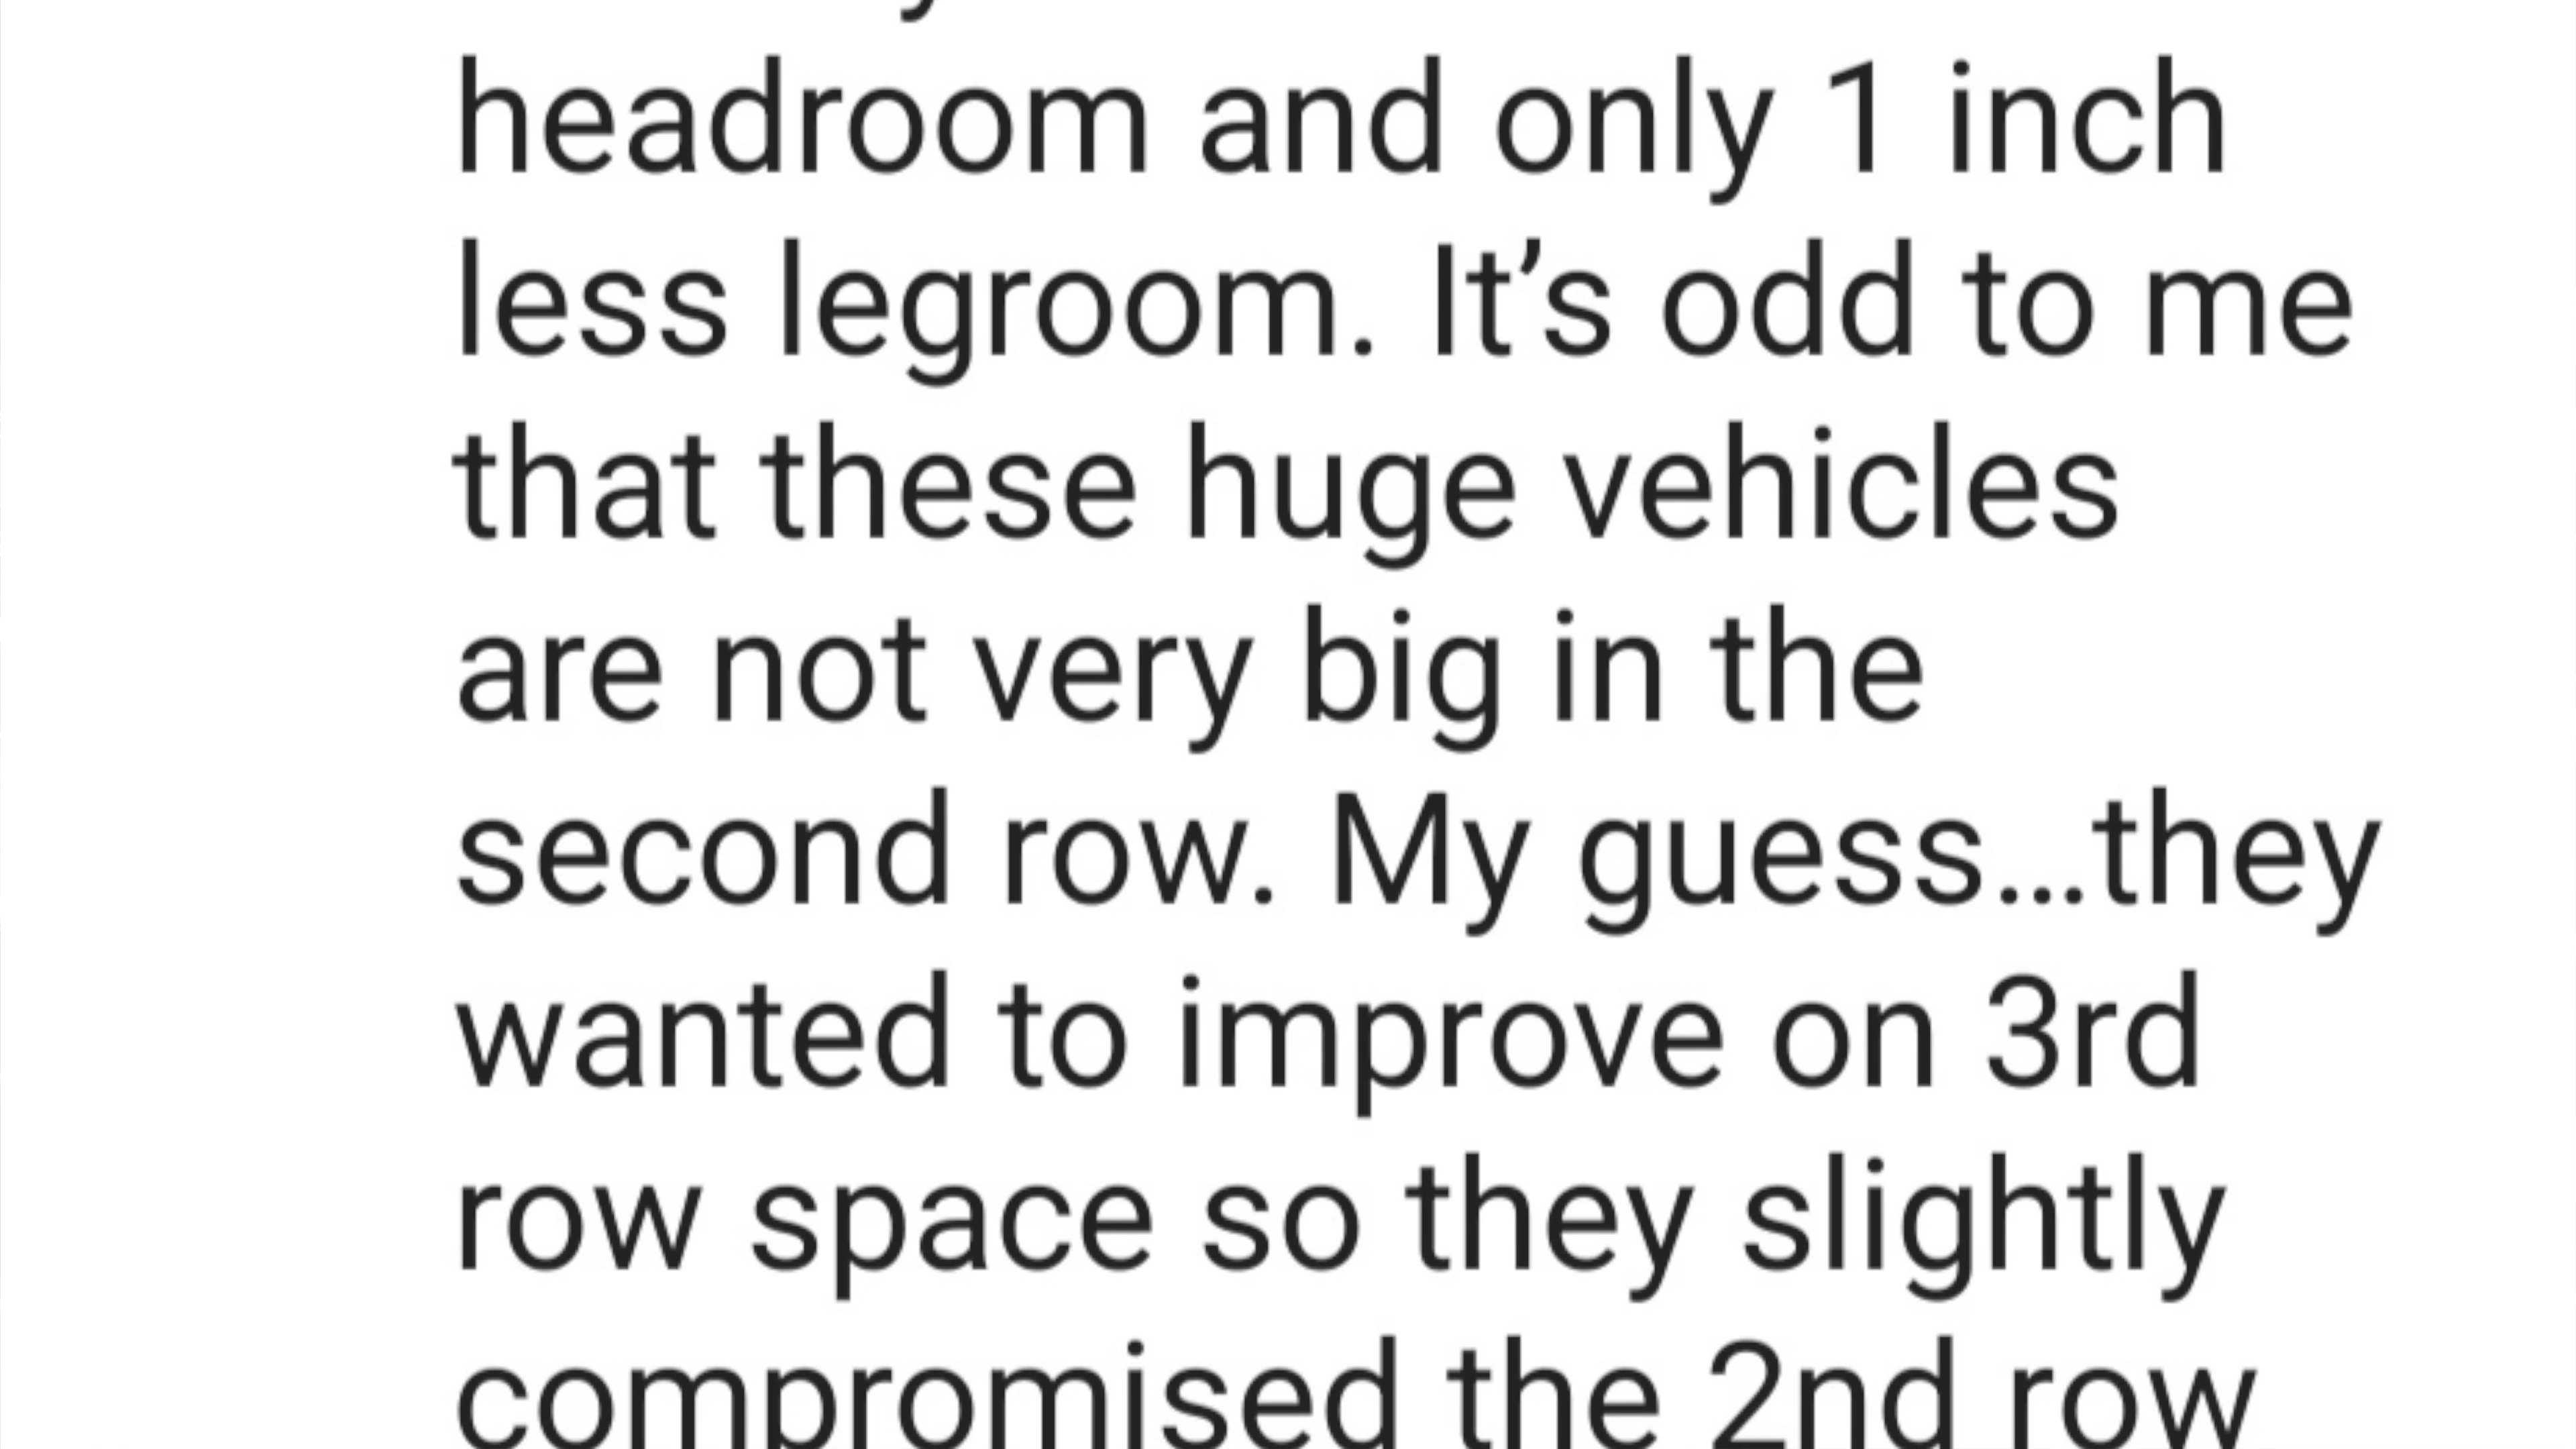 headroom and only 1 inch
less legroom. It’s odd to me
that these huge vehicles
are not very big in the
second row. My guess…they
wanted to improve on 3rd
row space so they slightly
compromised the 2nd row